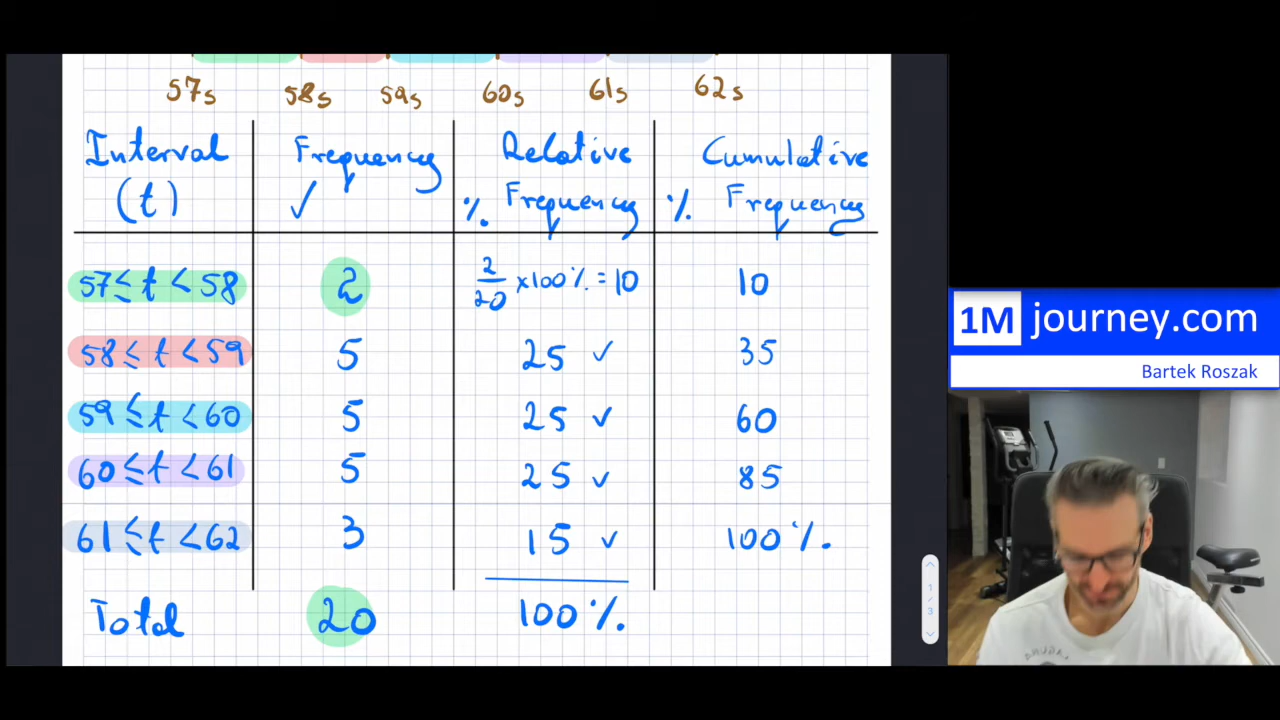 57s 58s 59s 60s 61s 62s
Interval (t) Frequency ✓ Relative % Frequency Cumulative % Frequency
57 ≤ t < 58 2 2/20 ×100% = 10 10
58 ≤ t < 59 5 25 ✓ 35
59 ≤ t < 60 5 25 ✓ 60
60 ≤ t < 61 5 25 ✓ 85
61 ≤ t < 62 3 15 ✓ 100%.
Total 20 100%.
1M journey.com
Bartek Roszak
1
/
3